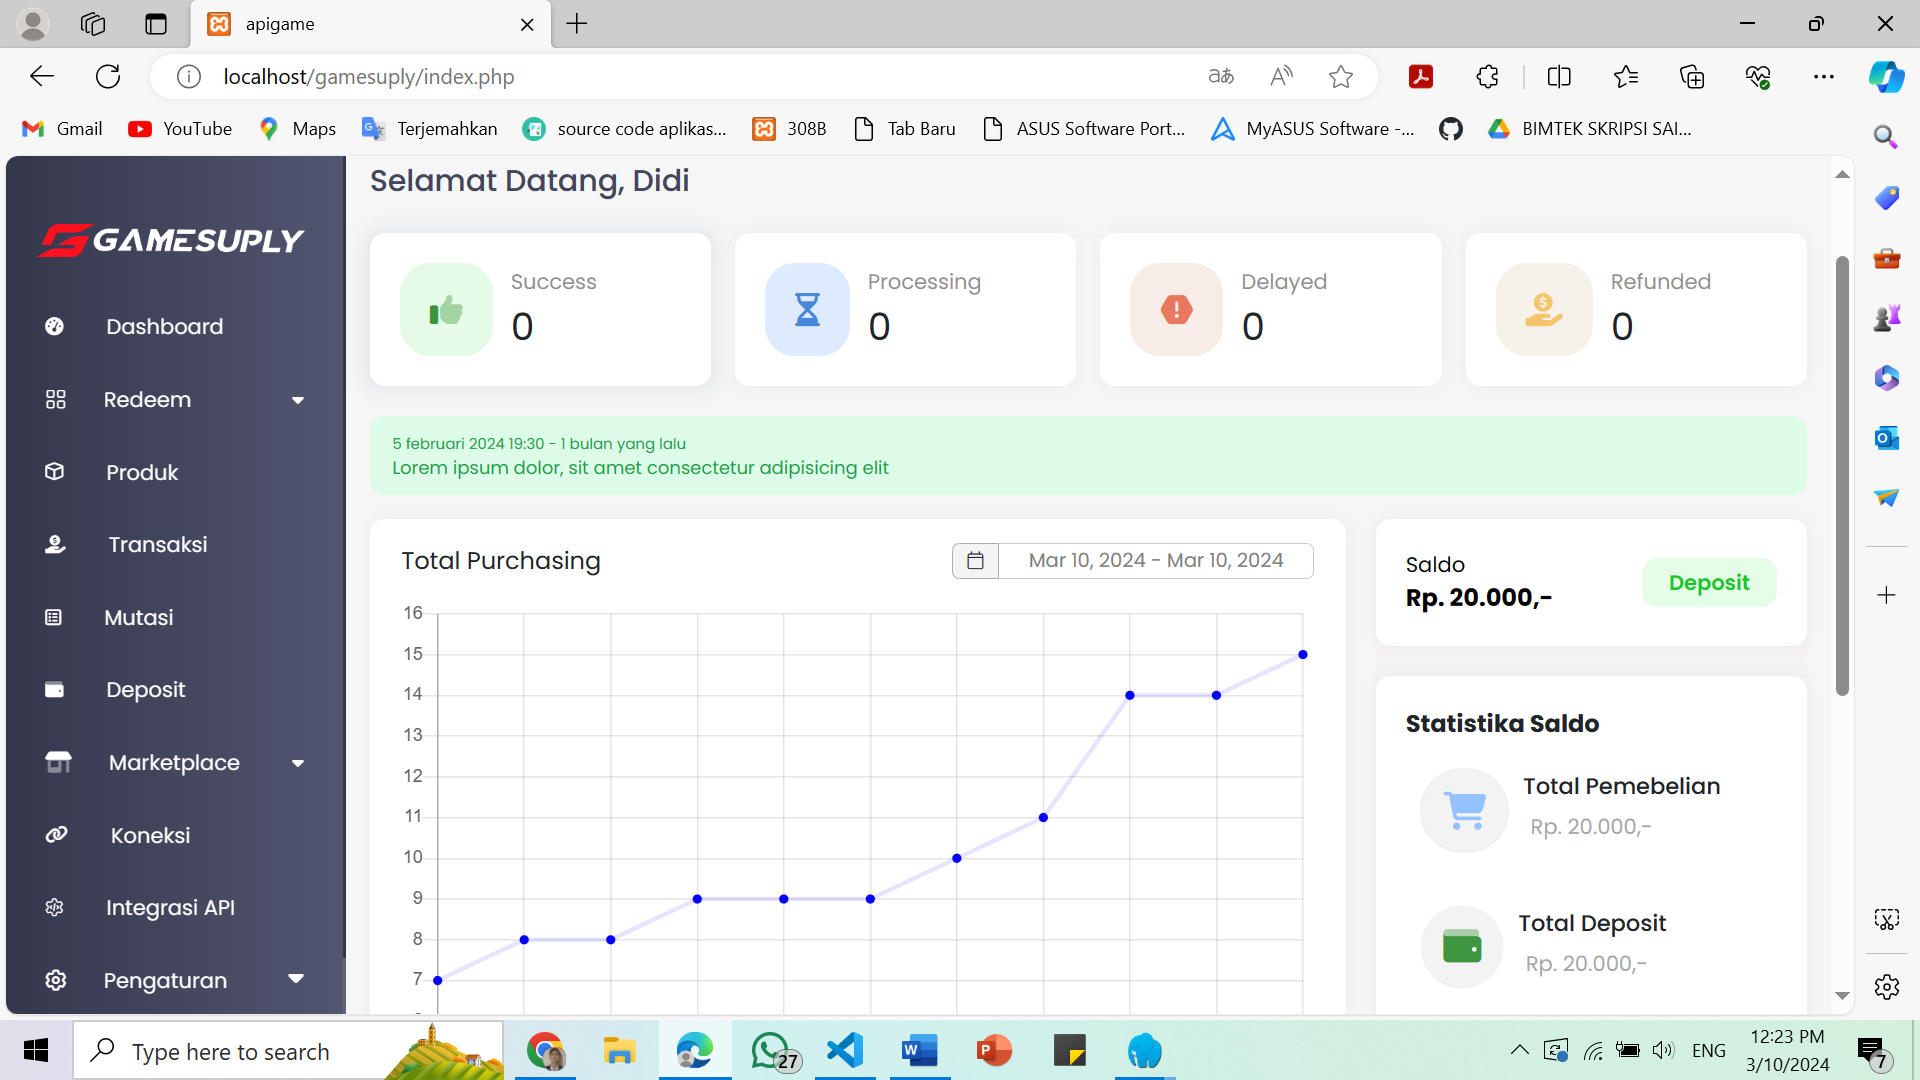 apigame
localhost/gamesuply/index.php
Gmail
YouTube
Maps
Terjemahkan
source code aplikas...
308B
Tab Baru
ASUS Software Port...
MyASUS Software -...
BIMTEK SKRIPSI SAI...
GAMESUPLY
Dashboard
Redeem
Produk
Transaksi
Mutasi
Deposit
Marketplace
Koneksi
Integrasi API
Pengaturan
Selamat Datang, Didi
Success
0
Processing
0
Delayed
0
Refunded
0
5 februari 2024 19:30 - 1 bulan yang lalu
Lorem ipsum dolor, sit amet consectetur adipisicing elit
Total Purchasing
Mar 10, 2024 - Mar 10, 2024
16
15
14
13
12
11
10
9
8
7
Saldo
Rp. 20.000,-
Deposit
Statistika Saldo
Total Pemebelian
Rp. 20.000,-
Total Deposit
Rp. 20.000,-
Type here to search
27
ENG
12:23 PM
3/10/2024
7